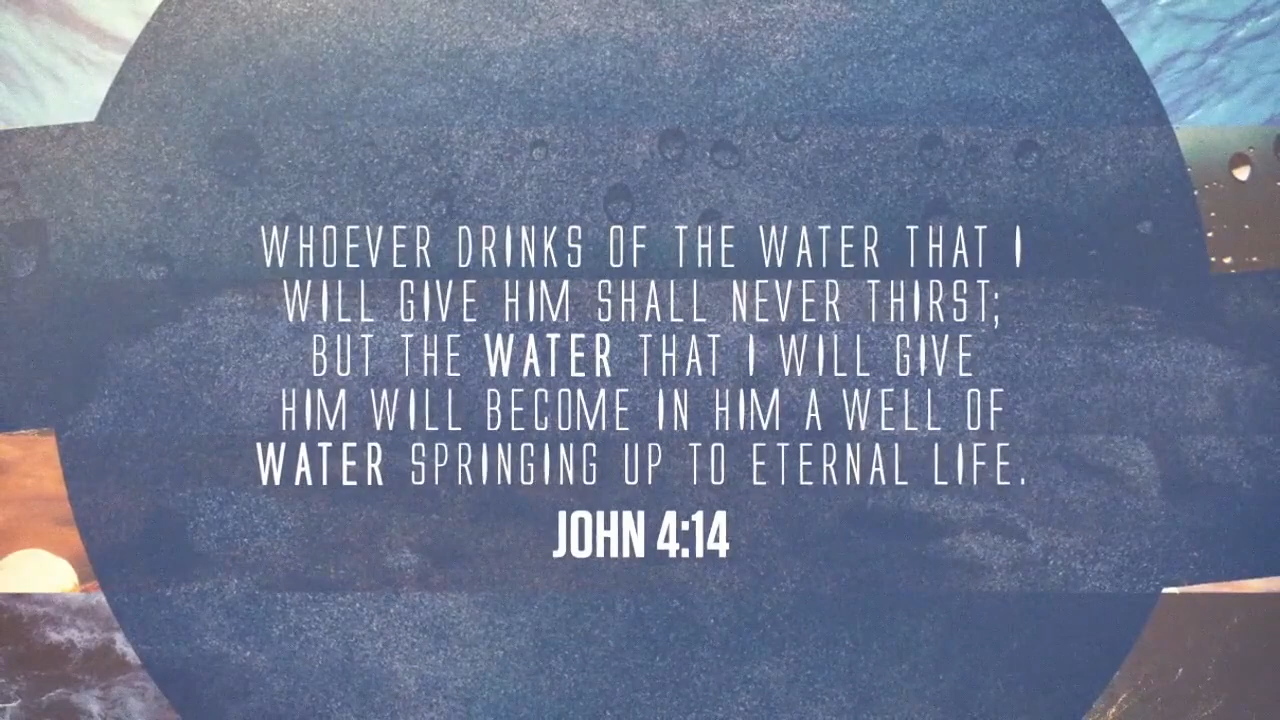 WHOEVER DRINKS OF THE WATER THAT I
WILL GIVE HIM SHALL NEVER THIRST;
BUT THE WATER THAT I WILL GIVE
HIM WILL BECOME IN HIM A WELL OF
WATER SPRINGING UP TO ETERNAL LIFE.
JOHN 4:14